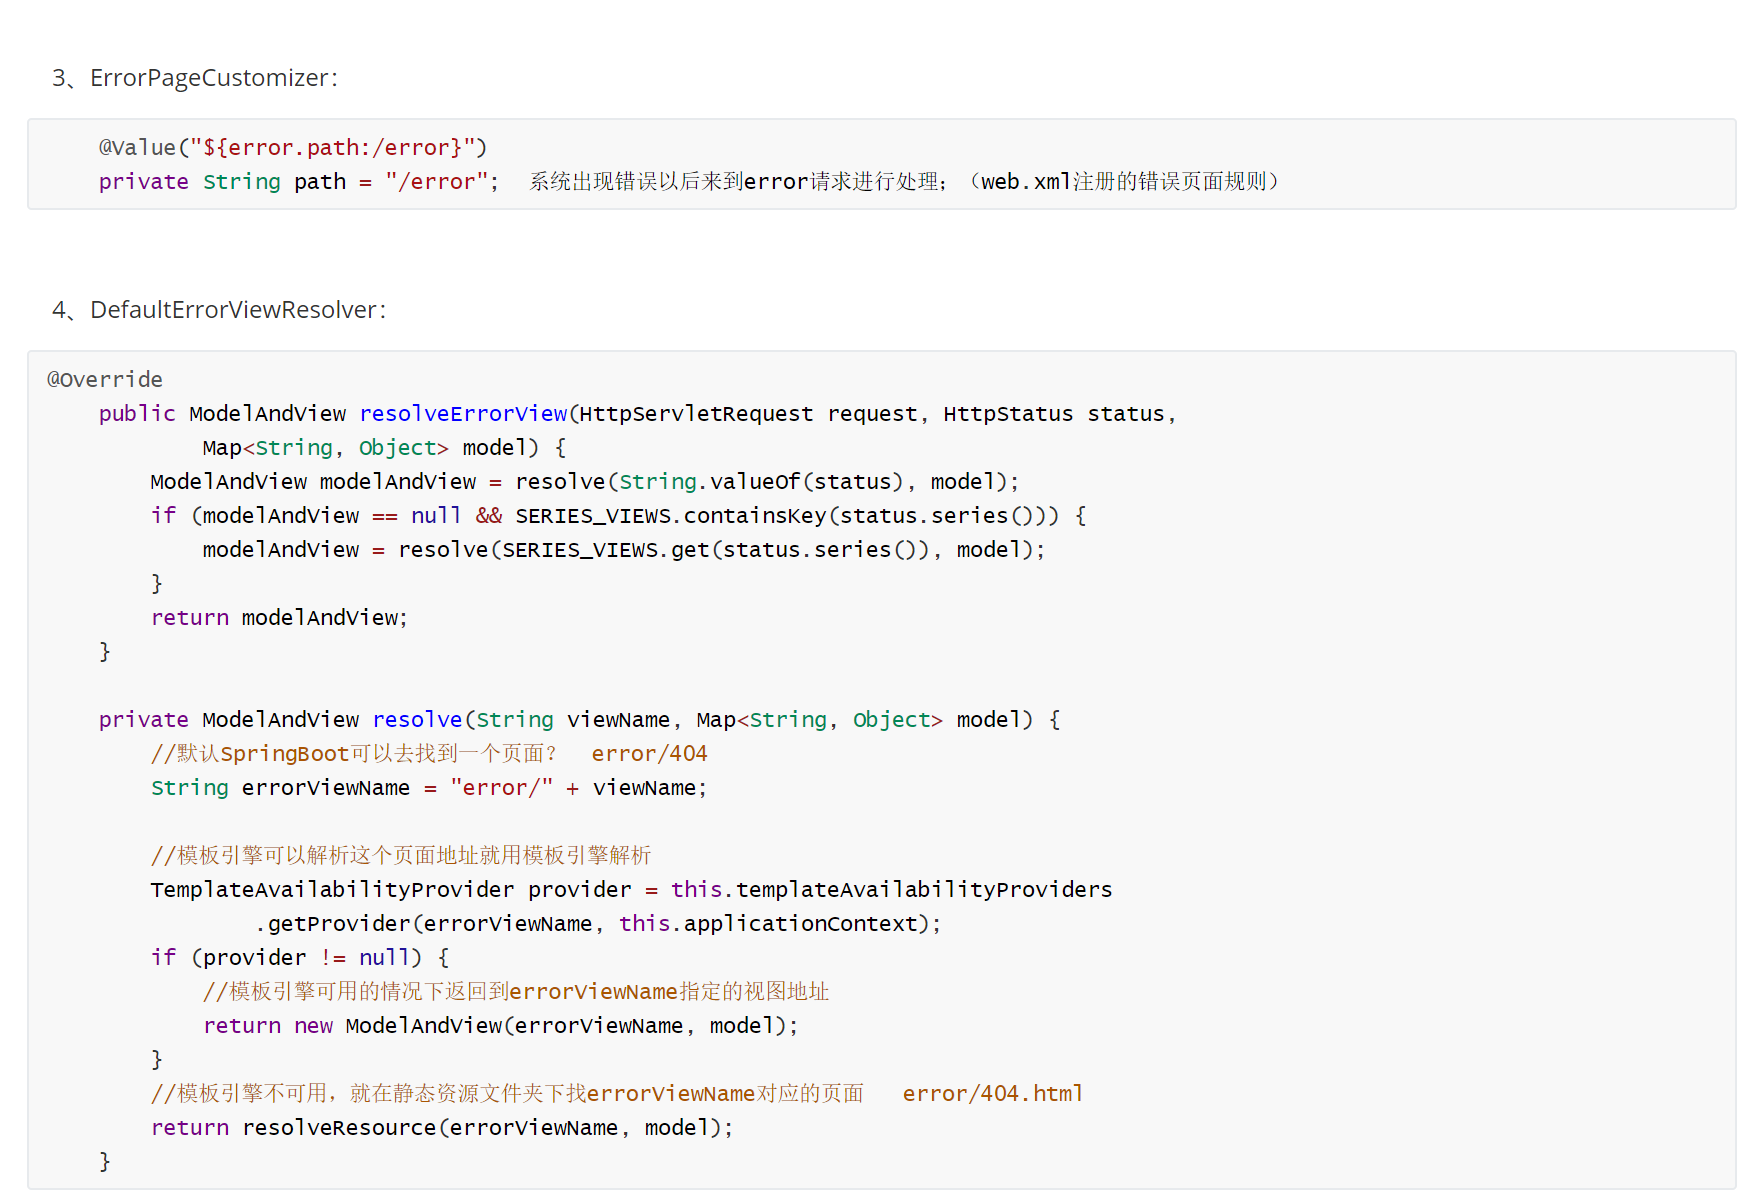 3、ErrorPageCustomizer：
@Value("${error.path:/error}")
private String path = "/error";  系统出现错误以后来到error请求进行处理；（web.xml注册的错误页面规则）
4、DefaultErrorViewResolver：
@Override
public ModelAndView resolveErrorView(HttpServletRequest request, HttpStatus status,
Map<String, Object> model) {
ModelAndView modelAndView = resolve(String.valueOf(status), model);
if (modelAndView == null && SERIES_VIEWS.containsKey(status.series())) {
modelAndView = resolve(SERIES_VIEWS.get(status.series()), model);
}
return modelAndView;
}
private ModelAndView resolve(String viewName, Map<String, Object> model) {
//默认SpringBoot可以去找到一个页面？  error/404
String errorViewName = "error/" + viewName;
//模板引擎可以解析这个页面地址就用模板引擎解析
TemplateAvailabilityProvider provider = this.templateAvailabilityProviders
.getProvider(errorViewName, this.applicationContext);
if (provider != null) {
//模板引擎可用的情况下返回到errorViewName指定的视图地址
return new ModelAndView(errorViewName, model);
}
//模板引擎不可用，就在静态资源文件夹下找errorViewName对应的页面   error/404.html
return resolveResource(errorViewName, model);
}